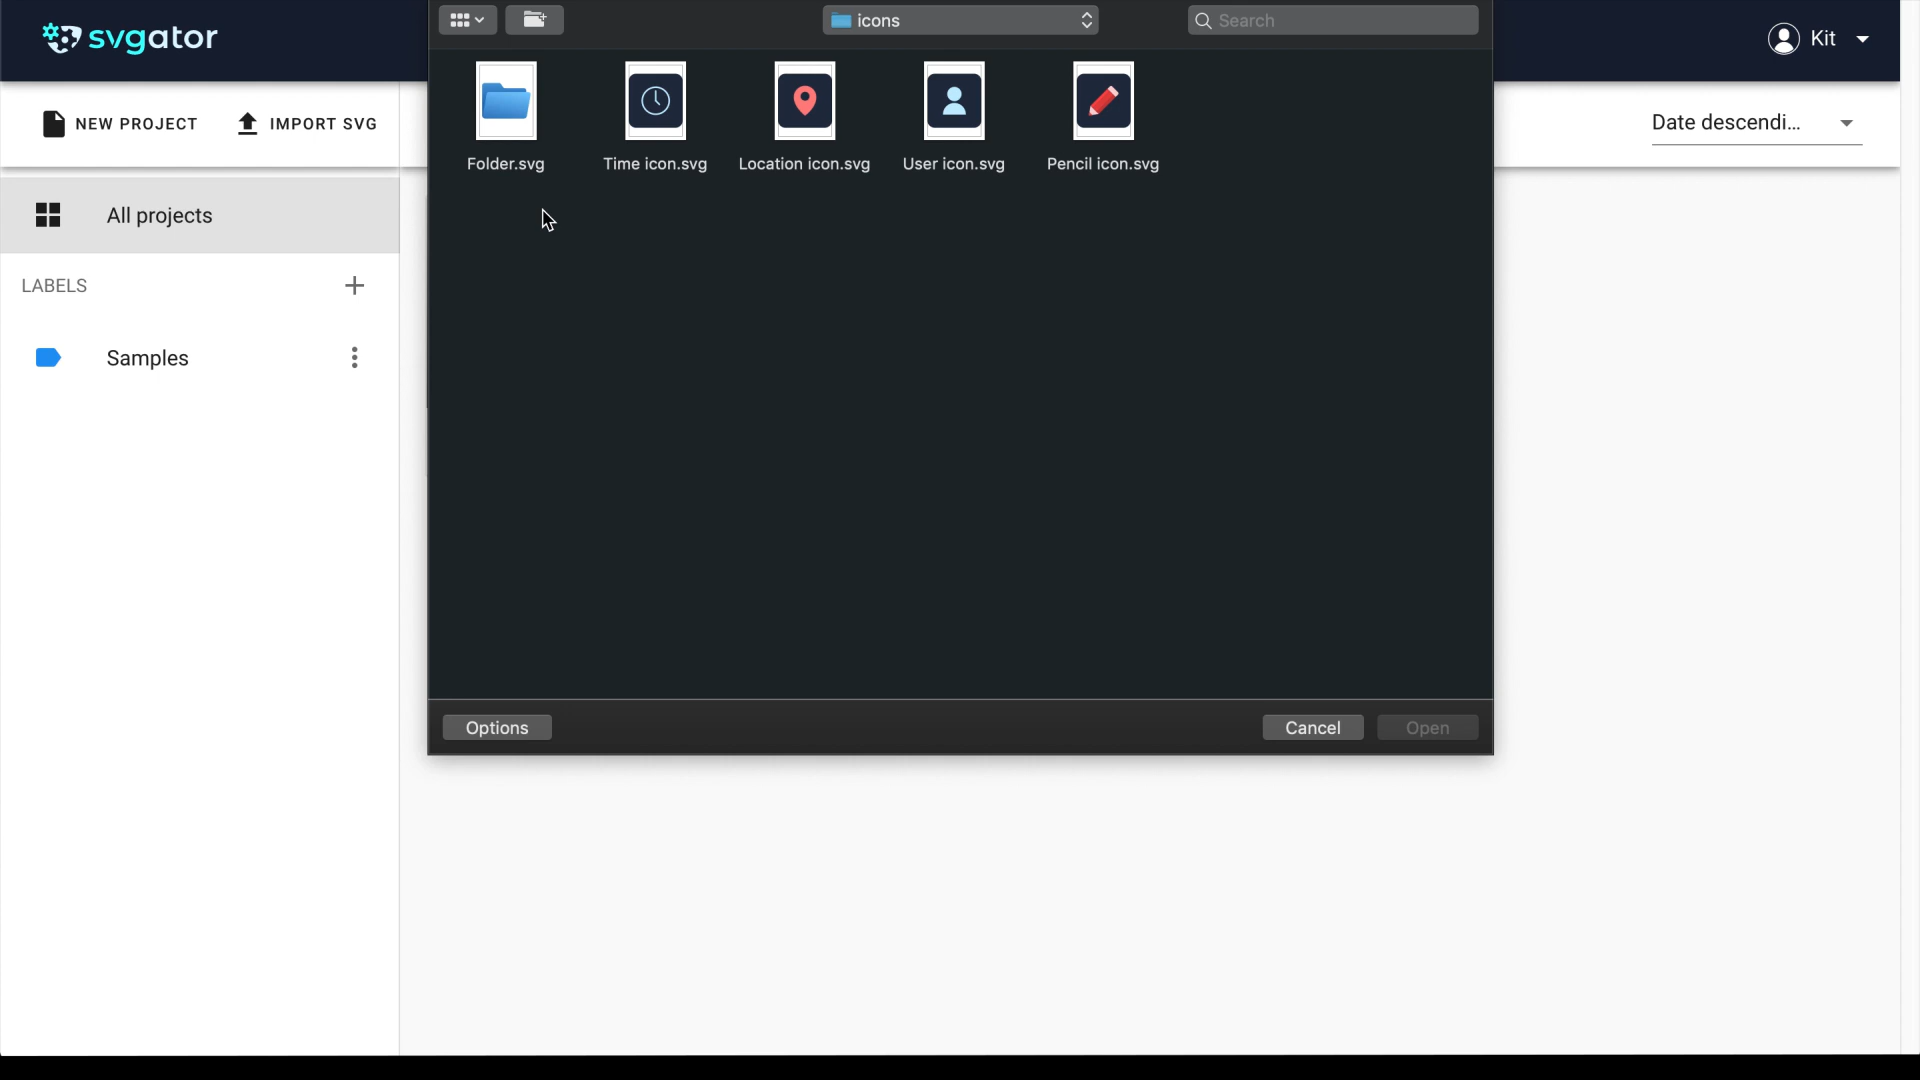 svgator
icons
Search
Kit
NEW PROJECT
IMPORT SVG
Date descendi...
Folder.svg
Time icon.svg
Location icon.svg
User icon.svg
Pencil icon.svg
All projects
LABELS
Samples
Options
Cancel
Open